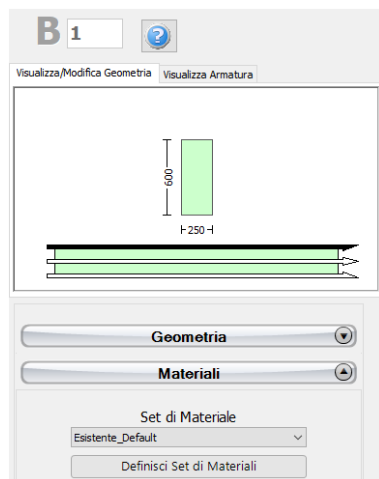 B 1
Visualizza/Modifica Geometria Visualizza Armatura
600
250
Geometria
Materiali
Set di Materiale
Esistente_Default
Definisci Set di Materiali